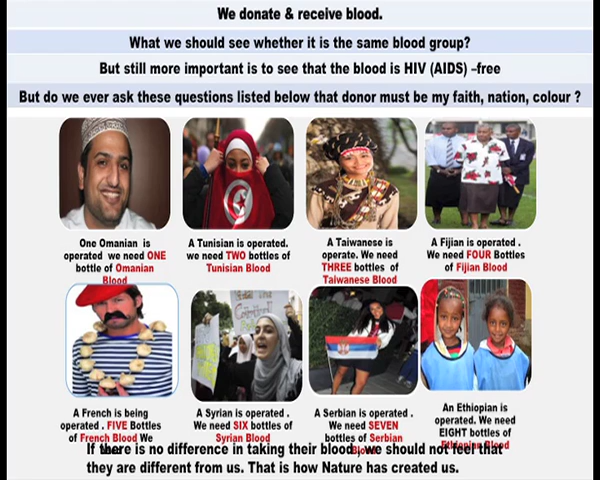 We donate & receive blood.
What we should see whether it is the same blood group?
But still more important is to see that the blood is HIV (AIDS) –free
But do we ever ask these questions listed below that donor must be my faith, nation, colour ?
One Omanian is
operated we need ONE
bottle of Omanian
Blood
A Tunisian is operated.
we need TWO bottles of
Tunisian Blood
A Taiwanese is
operate. We need
THREE bottles of
Taiwanese Blood
A Fijian is operated .
We need FOUR Bottles
of Fijian Blood
A French is being
operated . FIVE Bottles
of French Blood We
A Syrian is operated .
We need SIX bottles of
Syrian Blood
A Serbian is operated .
We need SEVEN
bottles of Serbian
An Ethiopian is
operated. We need
EIGHT bottles of
Ethiopian Blood
If there is no difference in taking their blood, we should not feel that
they are different from us. That is how Nature has created us.